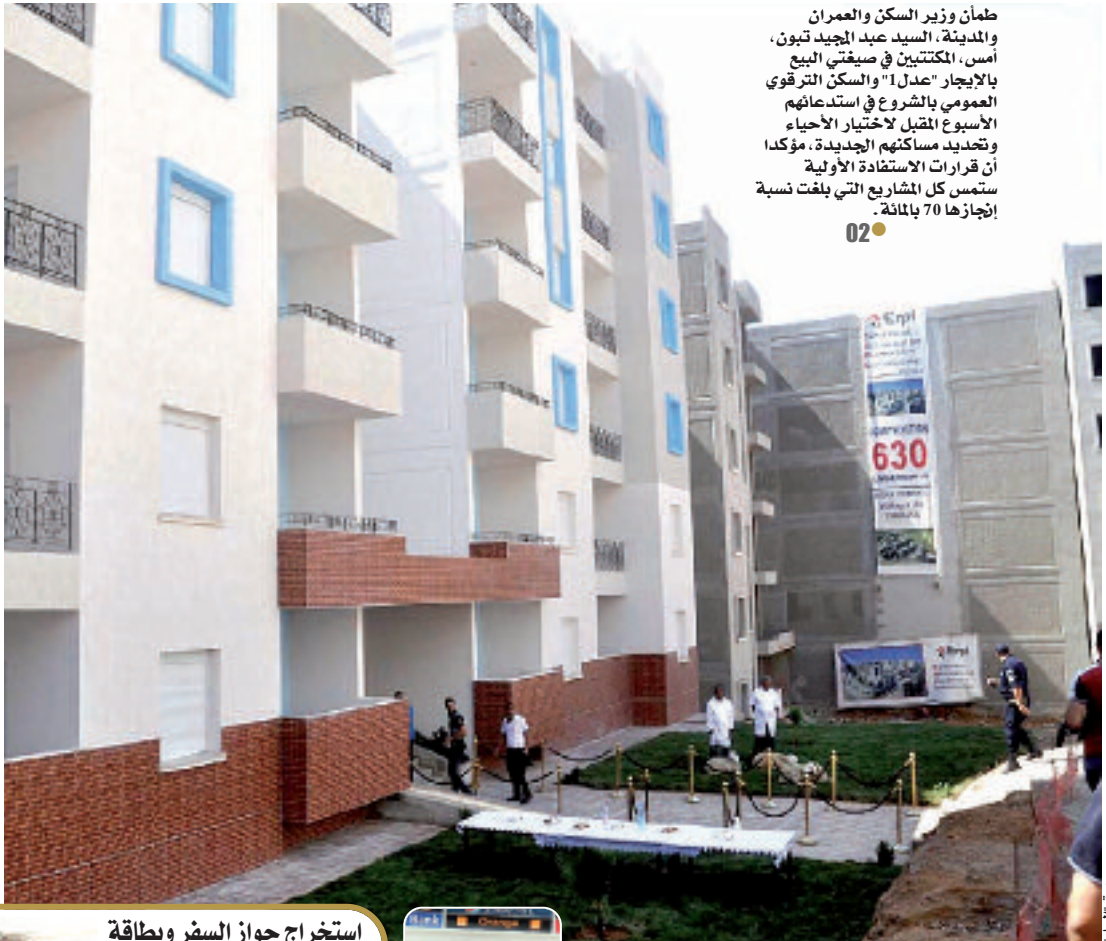 طمأن وزير السكن والعمران
والمدينة، السيد عبد المجيد تبون،
أمس، المكتتبين في صيغتي البيع
بالإيجار "عدل1" والسكن الترقوي
العمومي بالشروع في استدعائهم
الأسبوع المقبل لاختيار الأحياء
وتحديد مساكنهم الجديدة، مؤكدا
أن قرارات الاستفادة الأولية
ستمس كل المشاريع التي بلغت نسبة
إنجازها 70 بالمائة.
02
630
استخراج جواز السفر وبطاقة